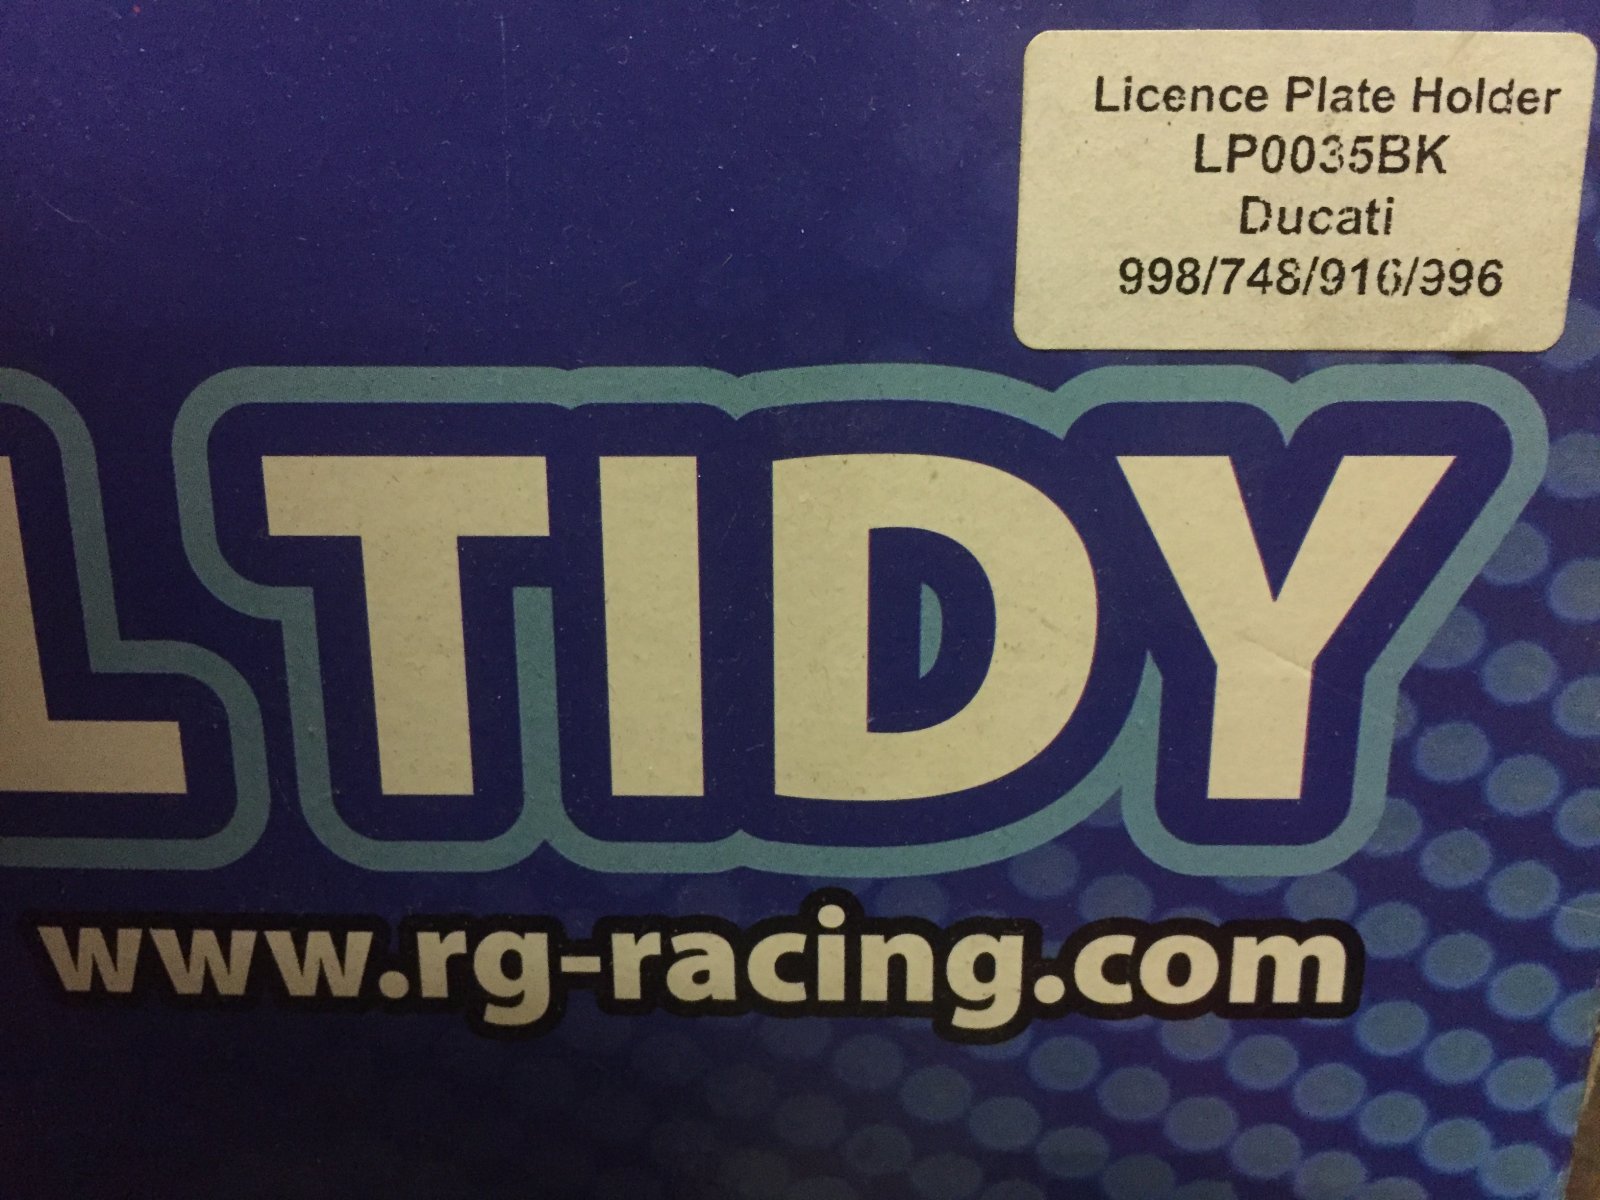 Licence Plate Holder
LP0035BK
Ducati
998/748/916/996
L TIDY
www.rg-racing.com